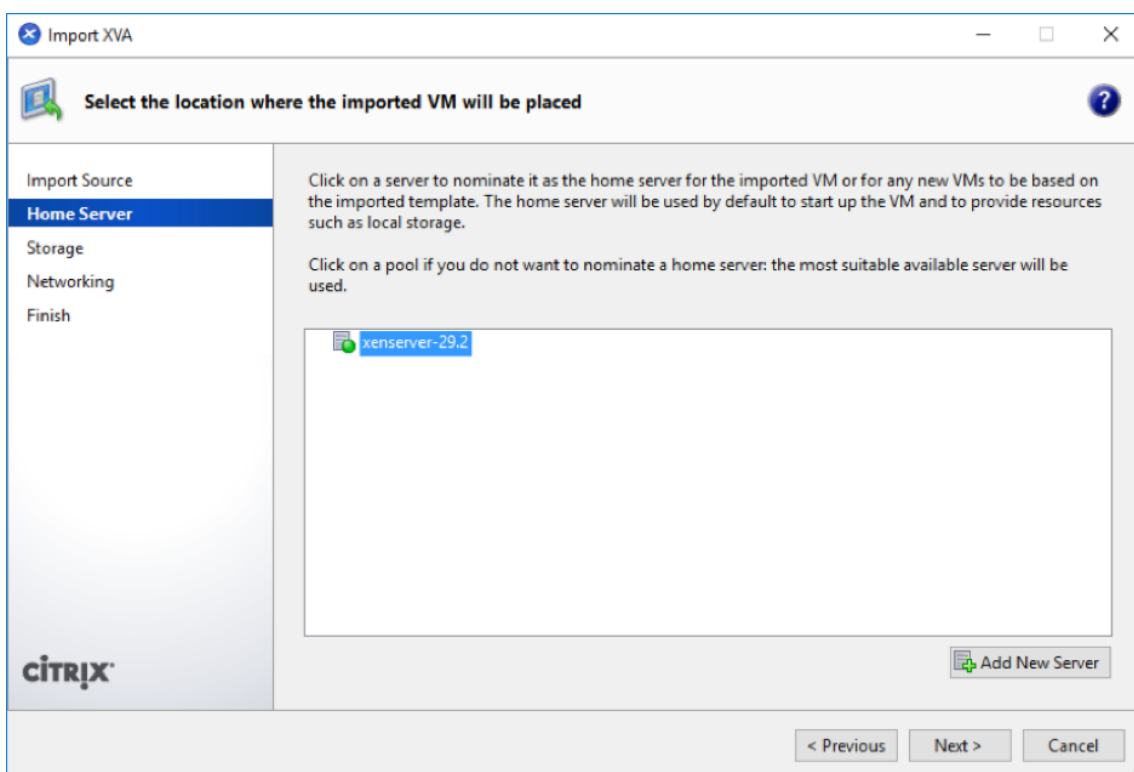 Import XVA
Select the location where the imported VM will be placed
?
Import Source
Home Server
Storage
Networking
Finish
Click on a server to nominate it as the home server for the imported VM or for any new VMs to be based on
the imported template. The home server will be used by default to start up the VM and to provide resources
such as local storage.
Click on a pool if you do not want to nominate a home server: the most suitable available server will be
used.
xenserver-29.2
CİTRİX
Add New Server
< Previous
Next >
Cancel